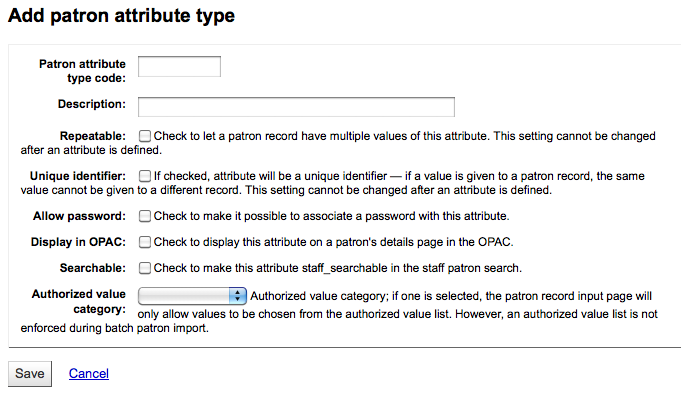 Add patron attribute type
Patron attribute
type code:
Description:
Repeatable: Check to let a patron record have multiple values of this attribute. This setting cannot be changed
after an attribute is defined.
Unique identifier: If checked, attribute will be a unique identifier — if a value is given to a patron record, the same
value cannot be given to a different record. This setting cannot be changed after an attribute is defined.
Allow password: Check to make it possible to associate a password with this attribute.
Display in OPAC: Check to display this attribute on a patron's details page in the OPAC.
Searchable: Check to make this attribute staff_searchable in the staff patron search.
Authorized value
category: Authorized value category; if one is selected, the patron record input page will
only allow values to be chosen from the authorized value list. However, an authorized value list is not
enforced during batch patron import.
Save Cancel